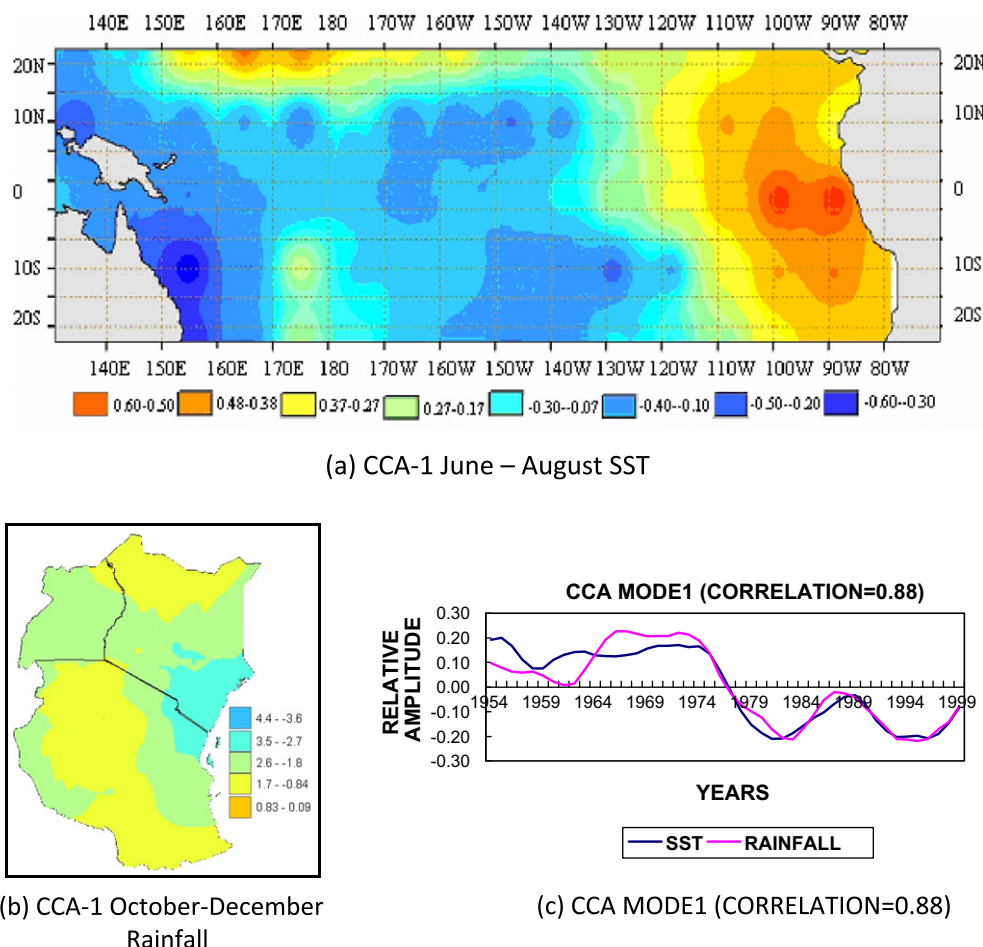 140E 150E 160E 170E 180 170W 160W 150W 140W 130W 120W 110W 100W 90W 80W
20N 20N
10N 10N
0 0
10S 10S
20S 20S
140E 150E 160E 170E 180 170W 160W 150W 140W 130W 120W 110W 100W 90W 80W
0.60-0.50 0.48-0.38 0.37-0.27 0.27-0.17 -0.30--0.07 -0.40--0.10 -0.50--0.20 -0.60--0.30
(a) CCA-1 June – August SST
4.4 - -3.6
3.5 --2.7
2.6 --1.8
1.7 --0.84
0.83 - 0.09
(b) CCA-1 October-December
Rainfall
CCA MODE1 (CORRELATION=0.88)
RELATIVE
AMPLITUDE
0.30
0.20
0.10
0.00
-0.10
-0.20
-0.30
1954 1959 1964 1969 1974 1979 1984 1989 1994 1999
YEARS
SST RAINFALL
(c) CCA MODE1 (CORRELATION=0.88)